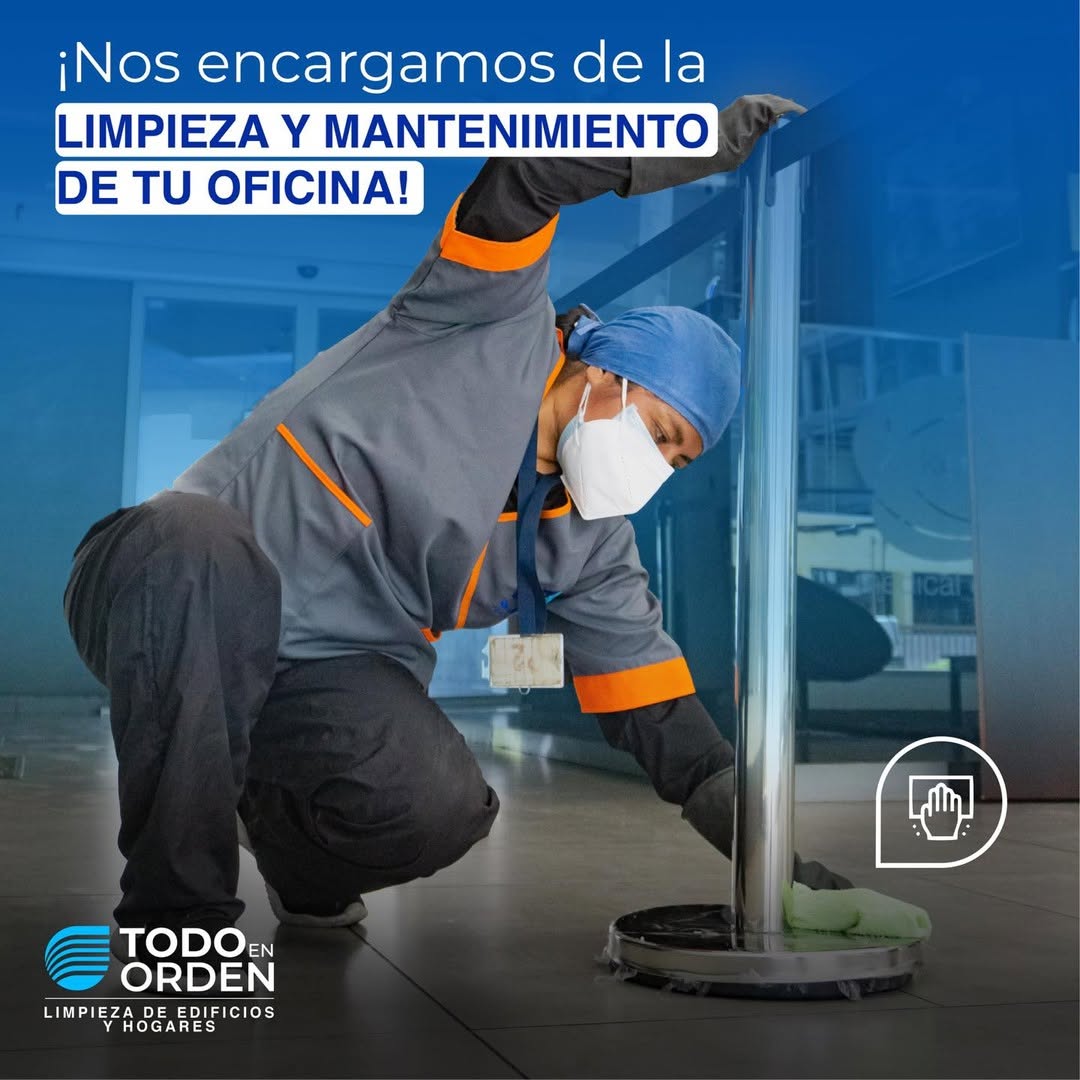 ¡Nos encargamos de la
LIMPIEZA Y MANTENIMIENTO
DE TU OFICINA!
TODO EN
ORDEN
LIMPIEZA DE EDIFICIOS
Y HOGARES